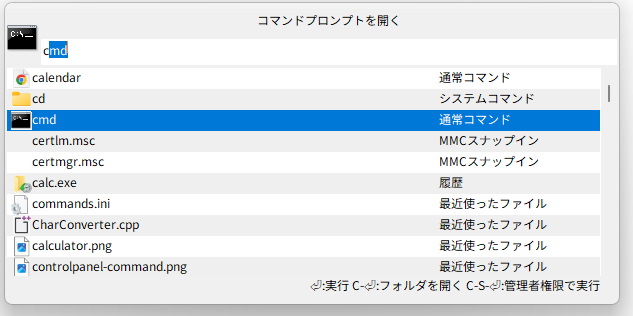 コマンドプロンプトを開く
cmd
calendar 通常コマンド
cd システムコマンド
cmd 通常コマンド
certlm.msc MMCスナップイン
certmgr.msc MMCスナップイン
calc.exe 履歴
commands.ini 最近使ったファイル
CharConverter.cpp 最近使ったファイル
calculator.png 最近使ったファイル
controlpanel-command.png 最近使ったファイル
⏎:実行 C-⏎:フォルダを開く C-S-⏎:管理者権限で実行